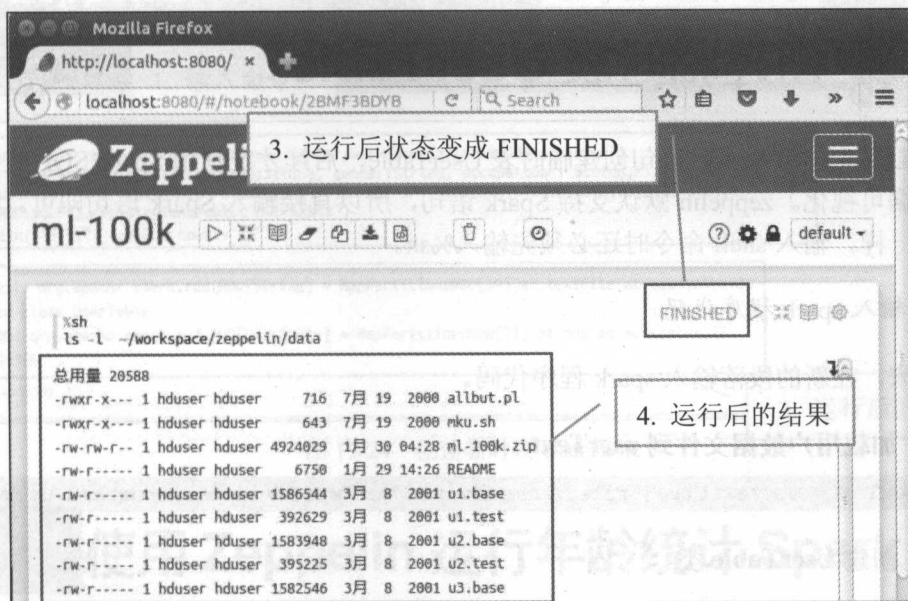 Mozilla Firefox
http://localhost:8080/
localhost:8080/#/notebook/2BMF3BDYB
Search
Zeppeli
3. 运行后状态变成 FINISHED
ml-100k
default
FINISHED
%sh
ls -l ~/workspace/zeppelin/data
总用量 20588
-rwxr-x--- 1 hduser hduser 716 7月 19 2000 allbut.pl
-rwxr-x--- 1 hduser hduser 643 7月 19 2000 mku.sh
-rw-rw-r-- 1 hduser hduser 4924029 1月 30 04:28 ml-100k.zip
-rw-r----- 1 hduser hduser 6750 1月 29 14:26 README
-rw-r----- 1 hduser hduser 1586544 3月 8 2001 u1.base
-rw-r----- 1 hduser hduser 392629 3月 8 2001 u1.test
-rw-r----- 1 hduser hduser 1583948 3月 8 2001 u2.base
-rw-r----- 1 hduser hduser 395225 3月 8 2001 u2.test
-rw-r----- 1 hduser hduser 1582546 3月 8 2001 u3.base
4. 运行后的结果